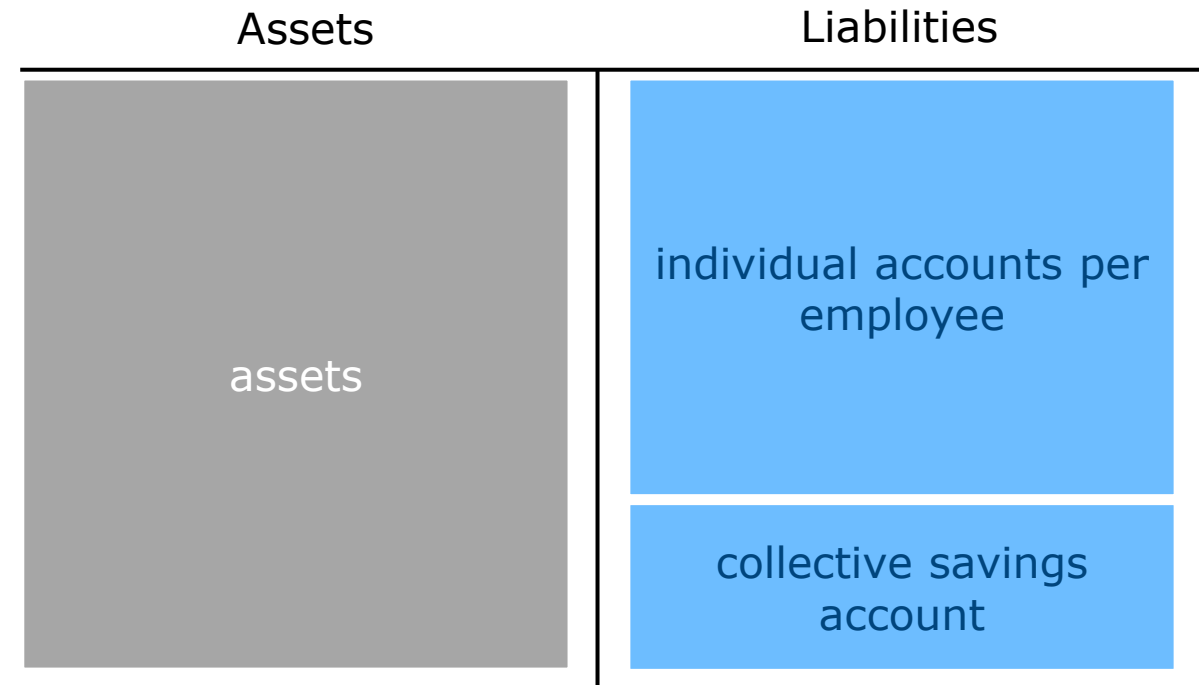 Assets
Liabilities
assets
individual accounts per
employee
collective savings
account